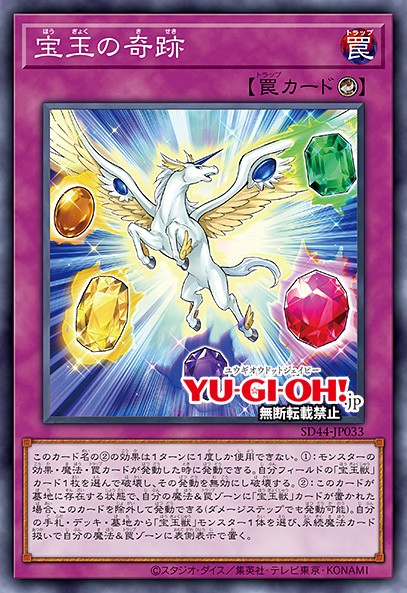 宝玉の奇跡
罠
【罠カード】
ユウギオウドットジェイピー
YU-GI-OH!.jp
無断転載禁止
SD44-JP033
このカード名の②の効果は1ターンに1度しか使用できない。①：モンスターの
効果・魔法・罠カードが発動した時に発動できる。自分フィールドの「宝玉獣」
カード1枚を選んで破壊し、その発動を無効にし破壊する。②：このカードが
墓地に存在する状態で、自分の魔法&罠ゾーンに「宝玉獣」カードが置かれた
場合、このカードを除外して発動できる(ダメージステップでも発動可能)。自分
の手札・デッキ・墓地から「宝玉獣」モンスター1体を選び、永続魔法カード
扱いで自分の魔法&罠ゾーンに表側表示で置く。
©スタジオ・ダイス／集英社・テレビ東京・KONAMI